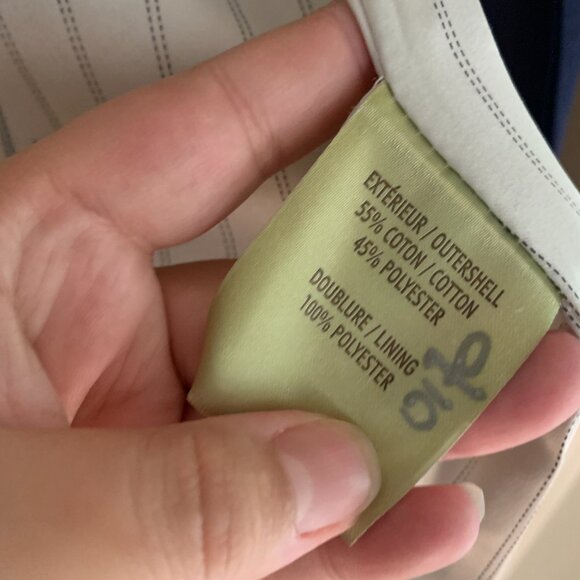 EXTÉRIEUR / OUTERSHELL
55% COTON / COTTON
45% POLYESTER
DOUBLURE / LINING
100% POLYESTER